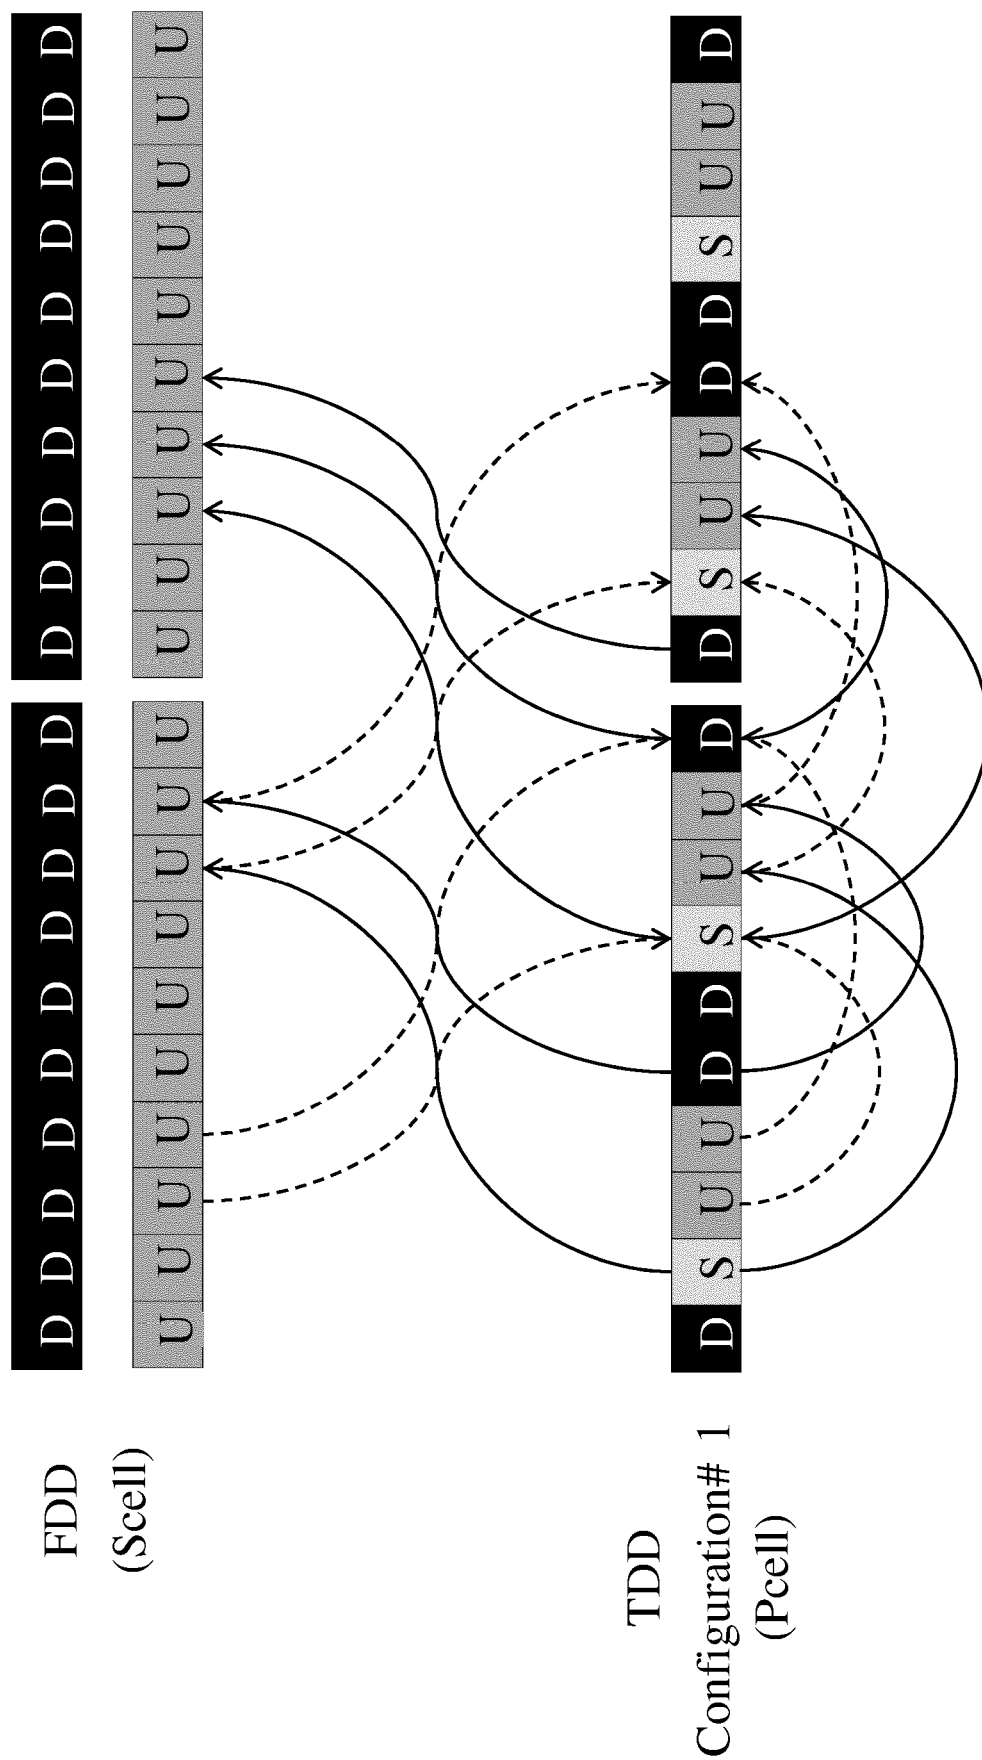 FDD
(Scell)
D D D D D D D D D D D D D D D D D D D D
U U U U U U U U U U U U U U U U U U U U
TDD
Configuration# 1
(Pcell)
D S U U D D S U U D D S U U D D S U U D